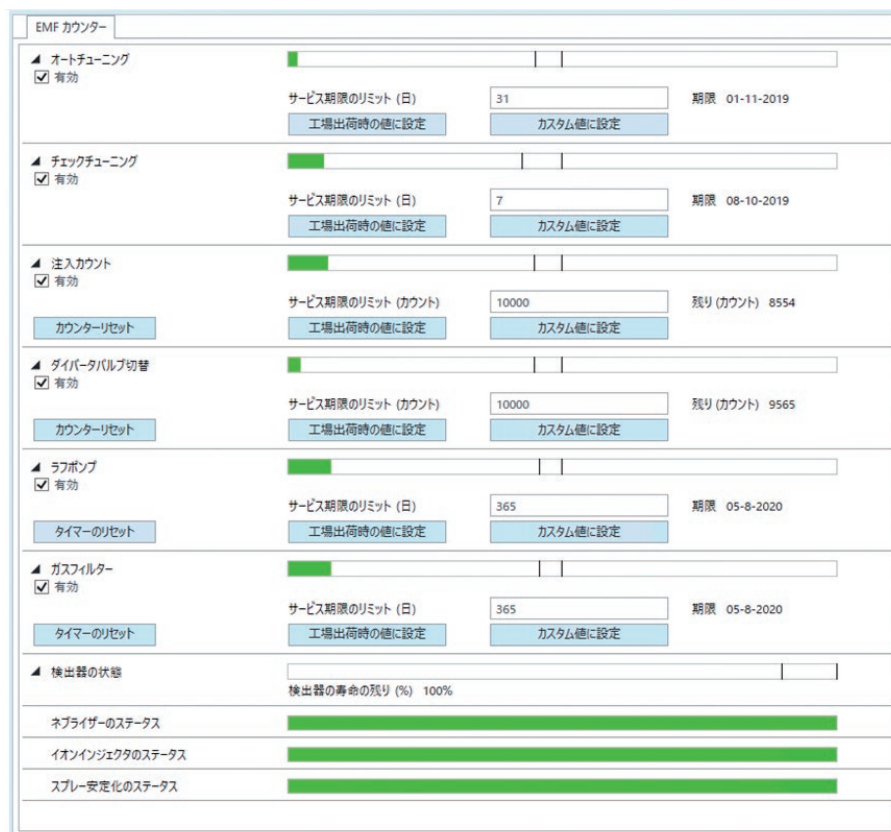 EMF カウンター
オートチューニング
有効
サービス期限のリミット (日) 31 期限 01-11-2019
工場出荷時の値に設定 カスタム値に設定
チェックチューニング
有効
サービス期限のリミット (日) 7 期限 08-10-2019
工場出荷時の値に設定 カスタム値に設定
注入カウント
有効
サービス期限のリミット (カウント) 10000 残り (カウント) 8554
カウンターリセット 工場出荷時の値に設定 カスタム値に設定
ダイバータバルブ切替
有効
サービス期限のリミット (カウント) 10000 残り (カウント) 9565
カウンターリセット 工場出荷時の値に設定 カスタム値に設定
ラフポンプ
有効
サービス期限のリミット (日) 365 期限 05-8-2020
タイマーのリセット 工場出荷時の値に設定 カスタム値に設定
ガスフィルター
有効
サービス期限のリミット (日) 365 期限 05-8-2020
タイマーのリセット 工場出荷時の値に設定 カスタム値に設定
検出器の状態
検出器の寿命の残り (%) 100%
ネブライザーのステータス
イオンインジェクタのステータス
スプレー安定化のステータス